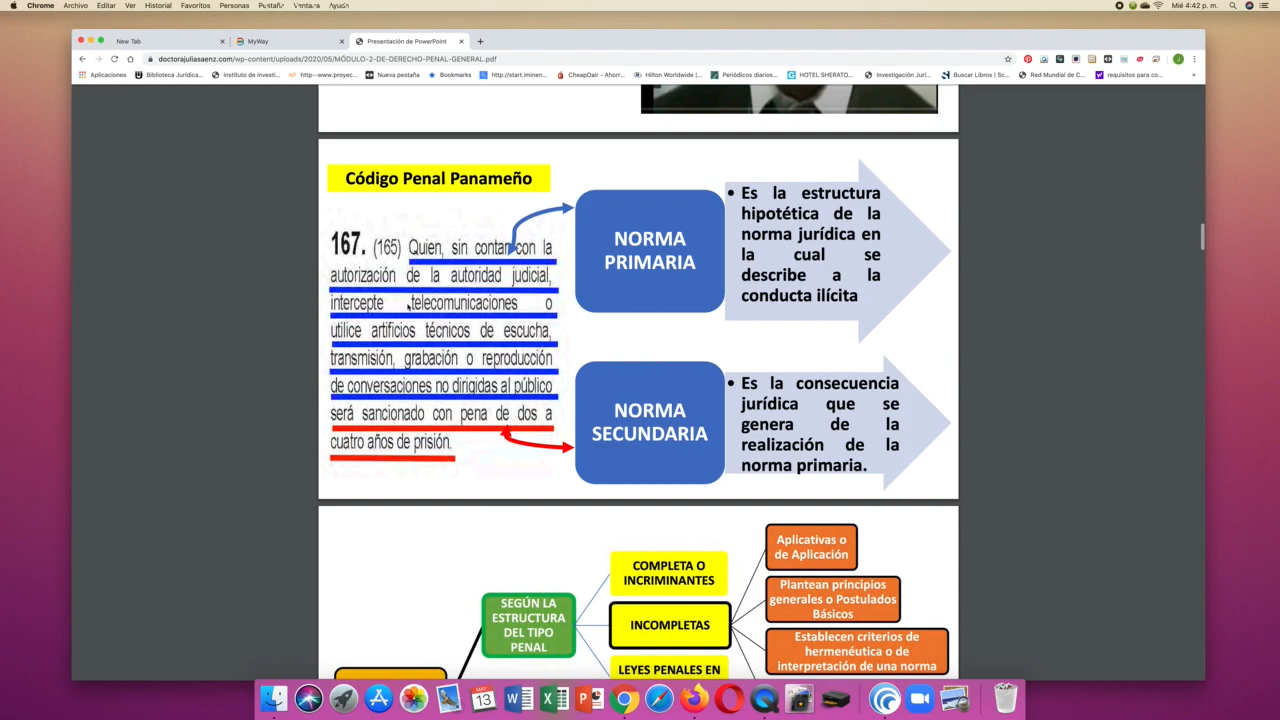 Chrome Archivo Editar Ver Historial Favoritos Personas Pestaña Ventana Ayuda
Mié 4:42 p. m.
New Tab
MyWay
Presentación de PowerPoint
doctorajuliasaenz.com/wp-content/uploads/2020/05/MÓDULO-2-DE-DERECHO-PENAL-GENERAL.pdf
Aplicaciones
Biblioteca Jurídica...
instituto de investi...
http--www.proyec...
Nueva pestaña
Bookmarks
http://start.iminen...
CheapOair - Ahorr...
Hilton Worldwide |...
Periódicos diarios...
HOTEL SHERATO...
Investigación Jurí...
Buscar Libros | Sc...
Red Mundial de C...
requisitos para co...
Código Penal Panameño
167. (165) Quien, sin contar con la
autorización de la autoridad judicial,
intercepte telecomunicaciones o
utilice artificios técnicos de escucha,
transmisión, grabación o reproducción
de conversaciones no dirigidas al público
será sancionado con pena de dos a
cuatro años de prisión.
NORMA
PRIMARIA
• Es la estructura
hipotética de la
norma jurídica en
la cual se
describe a la
conducta ilícita
NORMA
SECUNDARIA
• Es la consecuencia
jurídica que se
genera de la
realización de la
norma primaria.
SEGÚN LA
ESTRUCTURA
DEL TIPO
PENAL
COMPLETA O
INCRIMINANTES
INCOMPLETAS
LEYES PENALES EN
Aplicativas o
de Aplicación
Plantean principios
generales o Postulados
Básicos
Establecen criterios de
hermenéutica o de
interpretación de una norma
MAY
13